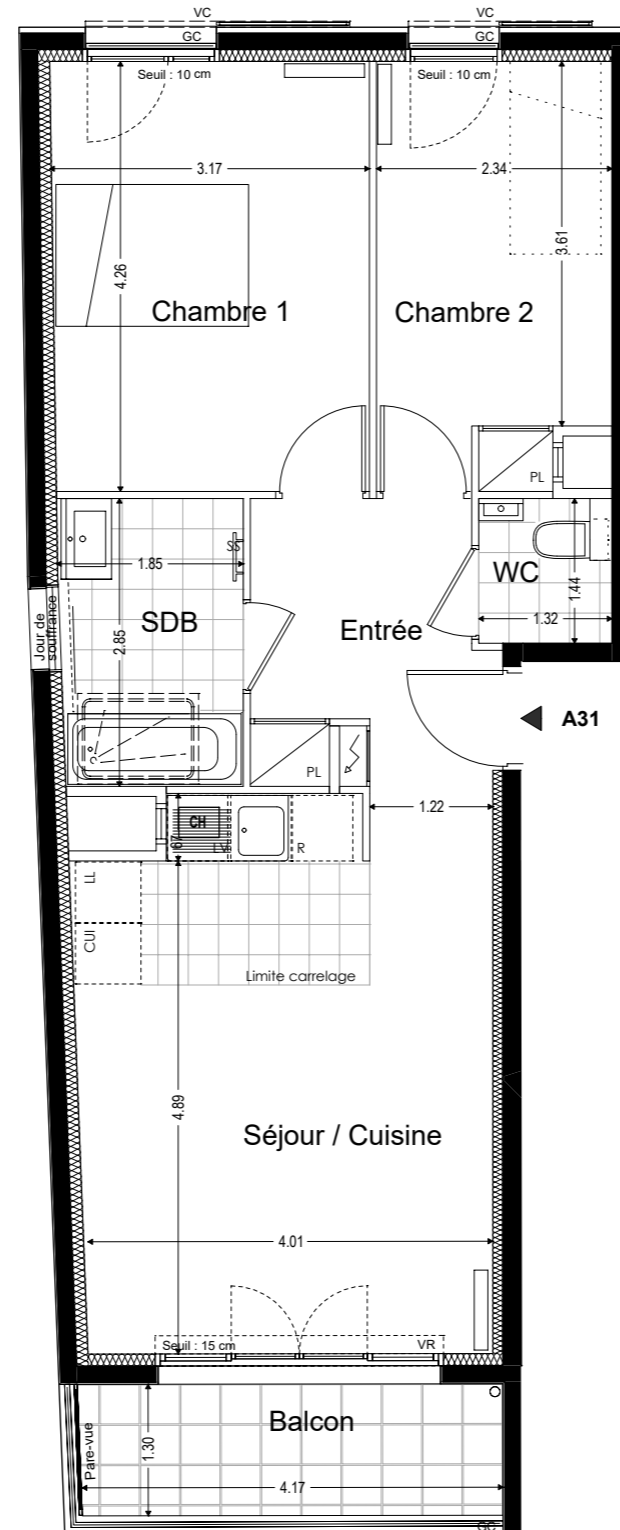 VC
VC
GC
GC
Seuil : 10 cm
Seuil : 10 cm
3.17
2.34
4.26
3.61
Chambre 1
Chambre 2
PL
SS
1.85
WC
1.44
1.32
Jour de
souffrance
SDB
2.85
Entrée
A31
PL
CH
67
LV
R
1.22
LL
CUI
Limite carrelage
4.89
Séjour / Cuisine
4.01
Seuil : 15 cm
VR
Pare-vue
Balcon
1.30
4.17
GC